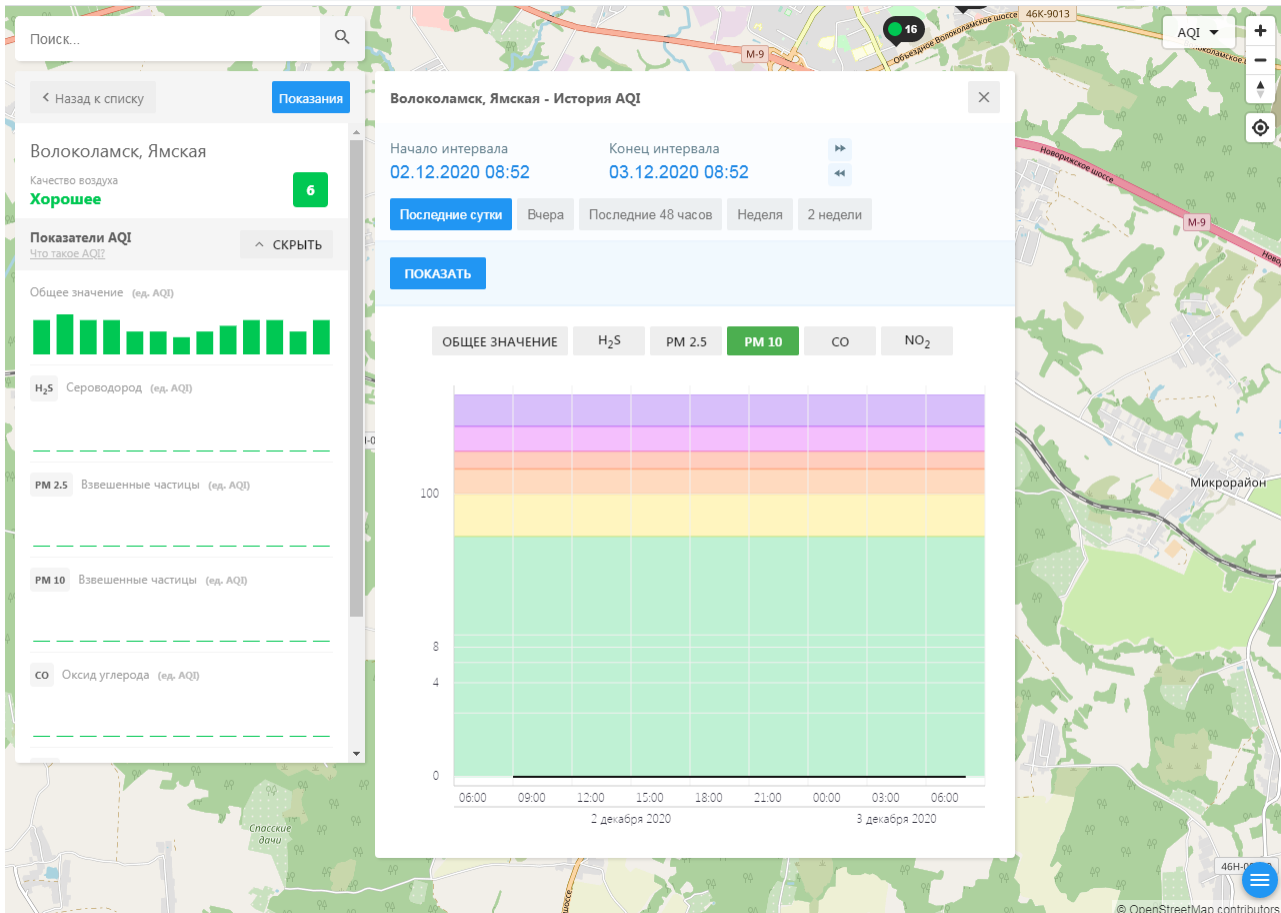 Поиск...
46К-9013
Объездное Волоколамское шоссе
16
М-9
AQI
Назад к списку
Показания
Волоколамск, Ямская
Качество воздуха
Хорошее
6
Показатели AQI
Что такое AQI?
СКРЫТЬ
Общее значение (ед. AQI)
H2S Сероводород (ед. AQI)
PM 2.5 Взвешенные частицы (ед. AQI)
PM 10 Взвешенные частицы (ед. AQI)
CO Оксид углерода (ед. AQI)
Волоколамск, Ямская - История AQI
Начало интервала
Конец интервала
02.12.2020 08:52
03.12.2020 08:52
Последние сутки
Вчера
Последние 48 часов
Неделя
2 недели
ПОКАЗАТЬ
ОБЩЕЕ ЗНАЧЕНИЕ
H2S
PM 2.5
PM 10
CO
NO2
100
8
4
0
06:00 09:00 12:00 15:00 18:00 21:00 00:00 03:00 06:00
2 декабря 2020 3 декабря 2020
Новорижское шоссе
М-9
Микрорайон
Спасские
дачи
шоссе
© OpenStreetMap contributors